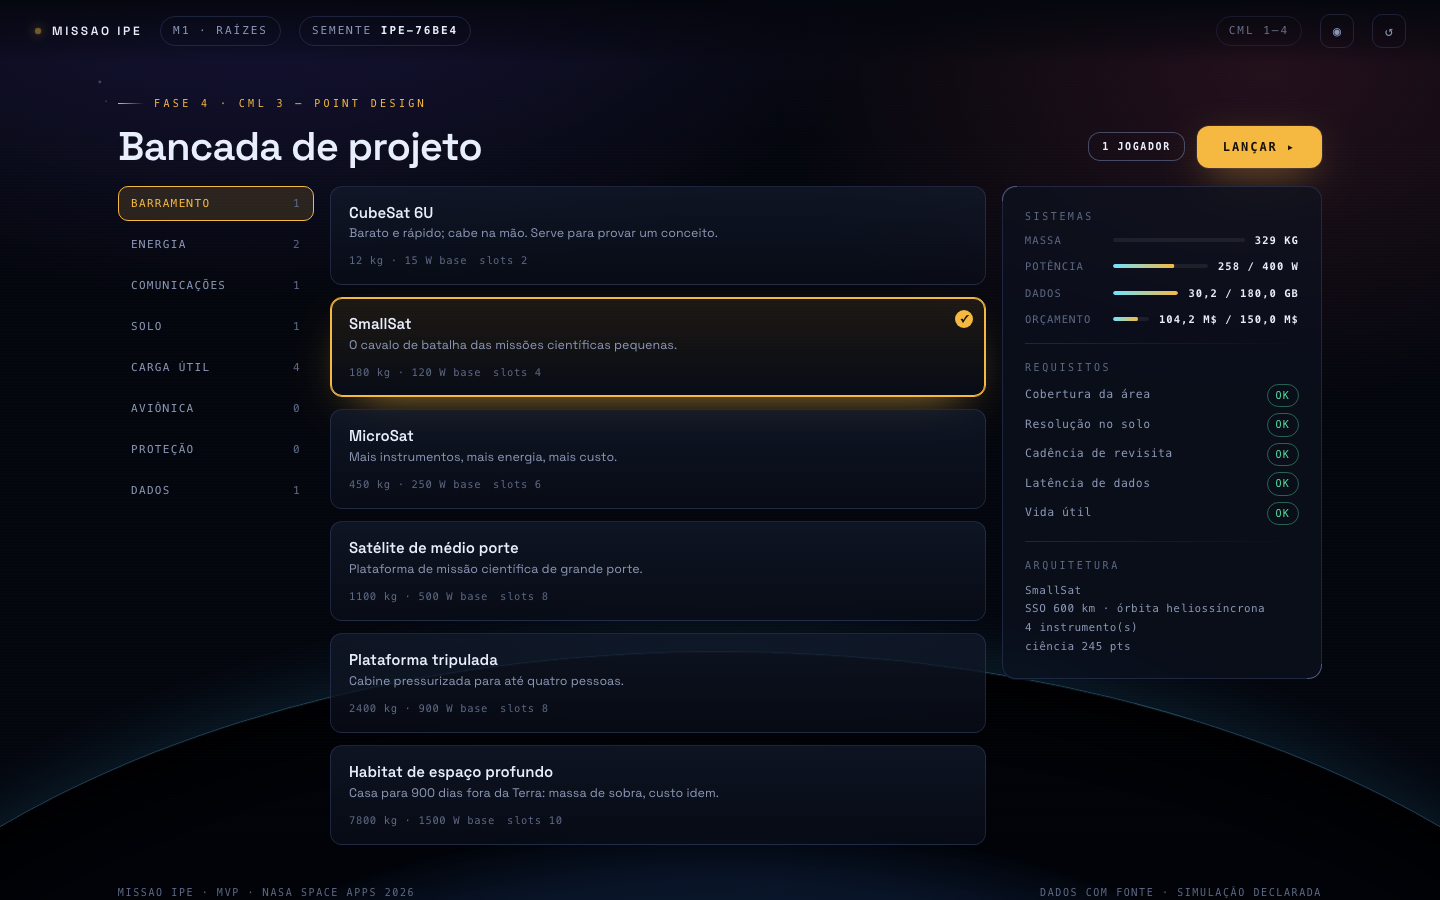 MISSAO IPE
M1 · RAÍZES
SEMENTE IPE-76BE4
CML 1–4
FASE 4 · CML 3 — POINT DESIGN
Bancada de projeto
1 JOGADOR
LANÇAR ▸
BARRAMENTO 1
ENERGIA 2
COMUNICAÇÕES 1
SOLO 1
CARGA ÚTIL 4
AVIÔNICA 0
PROTEÇÃO 0
DADOS 1
CubeSat 6U
Barato e rápido; cabe na mão. Serve para provar um conceito.
12 kg · 15 W base slots 2
SmallSat
O cavalo de batalha das missões científicas pequenas.
180 kg · 120 W base slots 4
MicroSat
Mais instrumentos, mais energia, mais custo.
450 kg · 250 W base slots 6
Satélite de médio porte
Plataforma de missão científica de grande porte.
1100 kg · 500 W base slots 8
Plataforma tripulada
Cabine pressurizada para até quatro pessoas.
2400 kg · 900 W base slots 8
Habitat de espaço profundo
Casa para 900 dias fora da Terra: massa de sobra, custo idem.
7800 kg · 1500 W base slots 10
SISTEMAS
MASSA 329 KG
POTÊNCIA 258 / 400 W
DADOS 30,2 / 180,0 GB
ORÇAMENTO 104,2 M$ / 150,0 M$
REQUISITOS
Cobertura da área OK
Resolução no solo OK
Cadência de revisita OK
Latência de dados OK
Vida útil OK
ARQUITETURA
SmallSat
SSO 600 km · órbita heliossíncrona
4 instrumento(s)
ciência 245 pts
MISSAO IPE · MVP · NASA SPACE APPS 2026
DADOS COM FONTE · SIMULAÇÃO DECLARADA